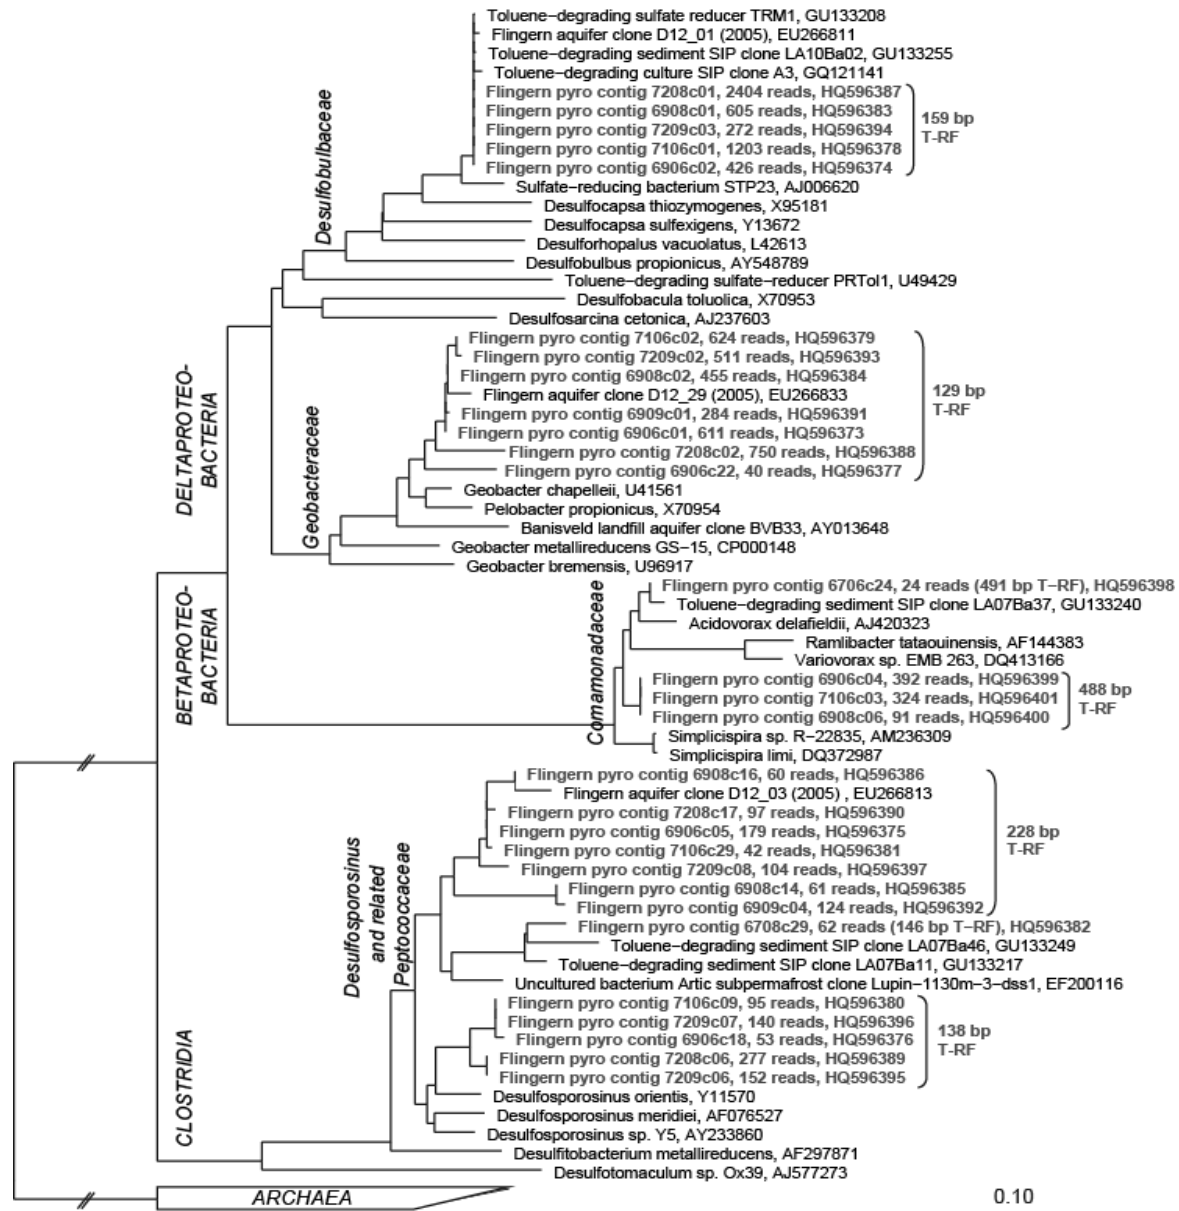 Toluene−degrading sulfate reducer TRM1, GU133208
Flingern aquifer clone D12_01 (2005), EU266811
Toluene−degrading sediment SIP clone LA10Ba02, GU133255
Toluene−degrading culture SIP clone A3, GQ121141
Flingern pyro contig 7208c01, 2404 reads, HQ596387
Flingern pyro contig 6908c01, 605 reads, HQ596383
Flingern pyro contig 7209c03, 272 reads, HQ596394
Flingern pyro contig 7106c01, 1203 reads, HQ596378
Flingern pyro contig 6906c02, 426 reads, HQ596374
159 bp
T-RF
Desulfobulbaceae
Sulfate−reducing bacterium STP23, AJ006620
Desulfocapsa thiozymogenes, X95181
Desulfocapsa sulfexigens, Y13672
Desulforhopalus vacuolatus, L42613
Desulfobulbus propionicus, AY548789
Toluene−degrading sulfate−reducer PRTol1, U49429
Desulfobacula toluolica, X70953
Desulfosarcina cetonica, AJ237603
Flingern pyro contig 7106c02, 624 reads, HQ596379
Flingern pyro contig 7209c02, 511 reads, HQ596393
Flingern pyro contig 6908c02, 455 reads, HQ596384
Flingern aquifer clone D12_29 (2005), EU266833
Flingern pyro contig 6909c01, 284 reads, HQ596391
Flingern pyro contig 6906c01, 611 reads, HQ596373
Flingern pyro contig 7208c02, 750 reads, HQ596388
Flingern pyro contig 6906c22, 40 reads, HQ596377
129 bp
T-RF
DELTAPROTEO-
BACTERIA
Geobacteraceae
Geobacter chapelleii, U41561
Pelobacter propionicus, X70954
Banisveld landfill aquifer clone BVB33, AY013648
Geobacter metallireducens GS−15, CP000148
Geobacter bremensis, U96917
Flingern pyro contig 6706c24, 24 reads (491 bp T−RF), HQ596398
Toluene−degrading sediment SIP clone LA07Ba37, GU133240
Acidovorax delafieldii, AJ420323
Ramlibacter tataouinensis, AF144383
Variovorax sp. EMB 263, DQ413166
Flingern pyro contig 6906c04, 392 reads, HQ596399
Flingern pyro contig 7106c03, 324 reads, HQ596401
Flingern pyro contig 6908c06, 91 reads, HQ596400
488 bp
T-RF
BETAPROTEO-
BACTERIA
Comamonadaceae
Simplicispira sp. R−22835, AM236309
Simplicispira limi, DQ372987
Flingern pyro contig 6908c16, 60 reads, HQ596386
Flingern aquifer clone D12_03 (2005) , EU266813
Flingern pyro contig 7208c17, 97 reads, HQ596390
Flingern pyro contig 6906c05, 179 reads, HQ596375
Flingern pyro contig 7106c29, 42 reads, HQ596381
Flingern pyro contig 7209c08, 104 reads, HQ596397
Flingern pyro contig 6908c14, 61 reads, HQ596385
Flingern pyro contig 6909c04, 124 reads, HQ596392
228 bp
T-RF
Desulfosporosinus
and related
Peptococcaceae
Flingern pyro contig 6708c29, 62 reads (146 bp T−RF), HQ596382
Toluene−degrading sediment SIP clone LA07Ba46, GU133249
Toluene−degrading sediment SIP clone LA07Ba11, GU133217
Uncultured bacterium Artic subpermafrost clone Lupin−1130m−3−dss1, EF200116
Flingern pyro contig 7106c09, 95 reads, HQ596380
Flingern pyro contig 7209c07, 140 reads, HQ596396
Flingern pyro contig 6906c18, 53 reads, HQ596376
Flingern pyro contig 7208c06, 277 reads, HQ596389
Flingern pyro contig 7209c06, 152 reads, HQ596395
138 bp
T-RF
CLOSTRIDIA
Desulfosporosinus orientis, Y11570
Desulfosporosinus meridiei, AF076527
Desulfosporosinus sp. Y5, AY233860
Desulfitobacterium metallireducens, AF297871
Desulfotomaculum sp. Ox39, AJ577273
ARCHAEA
0.10